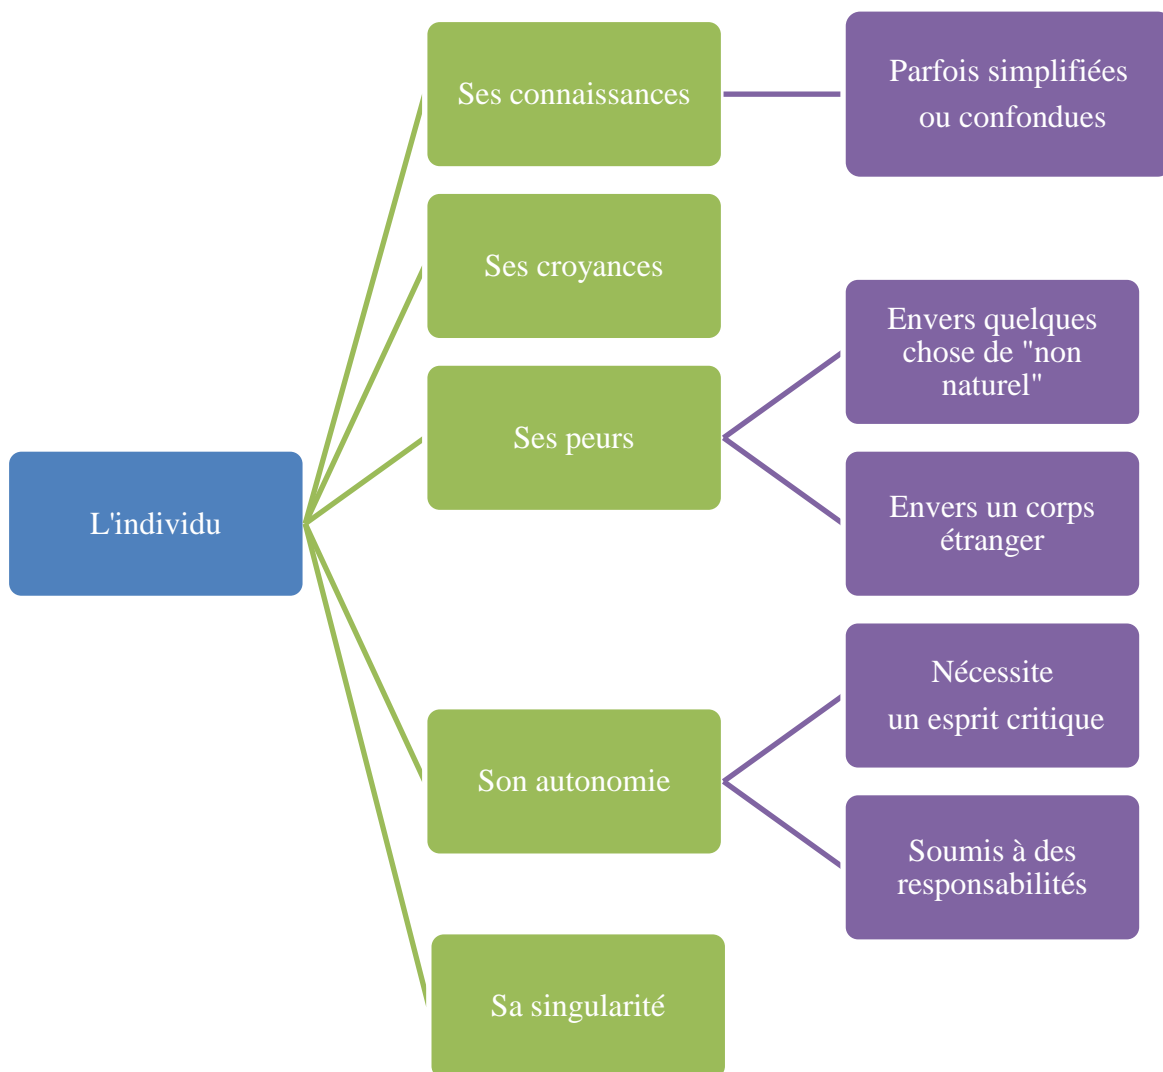 L'individu
Ses connaissances
Parfois simplifiées
ou confondues
Ses croyances
Ses peurs
Envers quelques
chose de "non
naturel"
Envers un corps
étranger
Son autonomie
Nécessite
un esprit critique
Soumis à des
responsabilités
Sa singularité